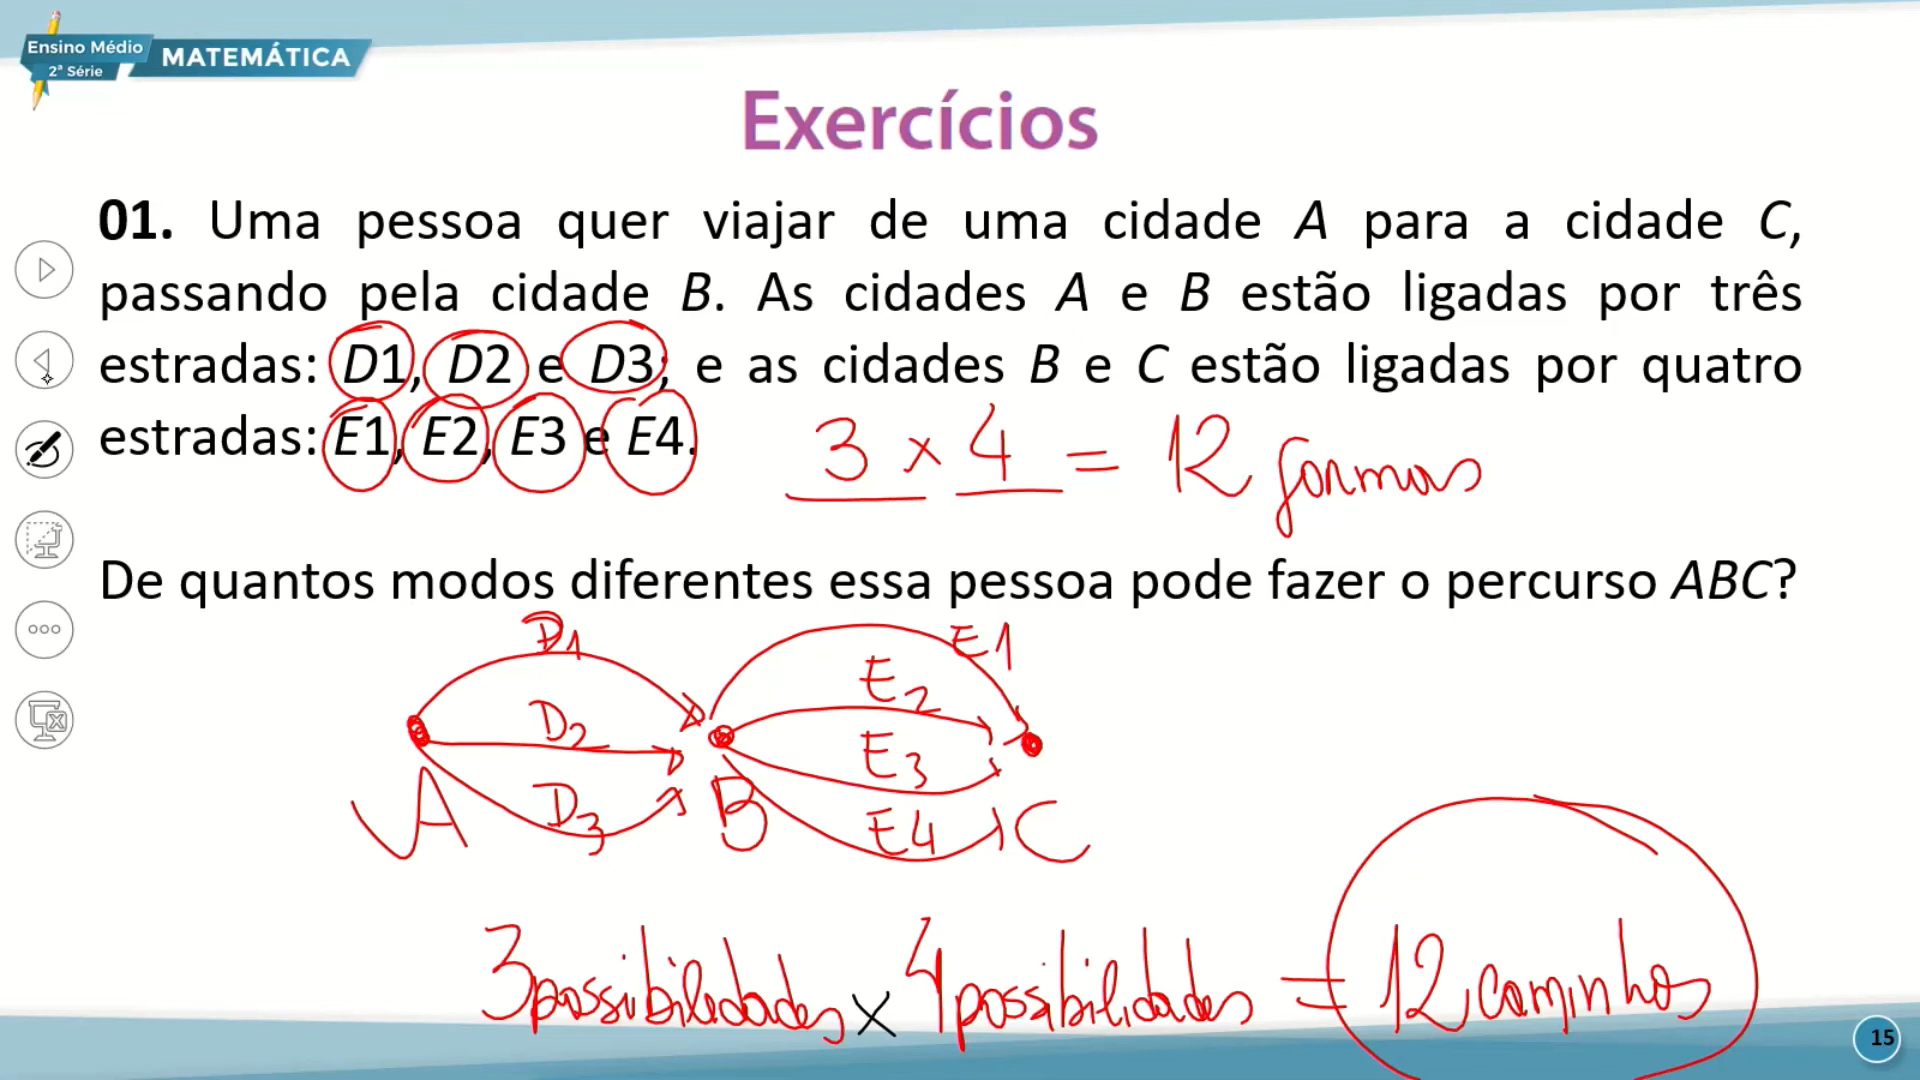 Ensino Médio
2ª Série
MATEMÁTICA
Exercícios
01. Uma pessoa quer viajar de uma cidade A para a cidade C,
passando pela cidade B. As cidades A e B estão ligadas por três
estradas: D1, D2 e D3; e as cidades B e C estão ligadas por quatro
estradas: E1, E2, E3 e E4.
3 × 4 = 12 formas
De quantos modos diferentes essa pessoa pode fazer o percurso ABC?
D1
E1
E2
D2
E3
D3
E4
A
B
C
3 possibilidades × 4 possibilidades = 12 caminhos
15